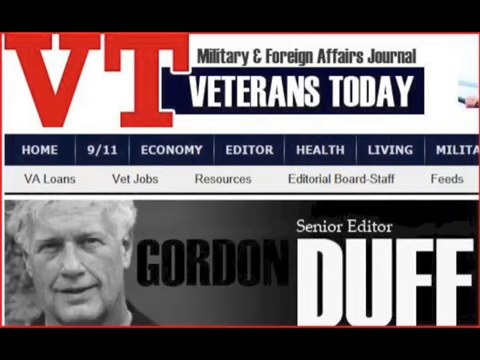 VT
Military & Foreign Affairs Journal
VETERANS TODAY
HOME 9/11 ECONOMY EDITOR HEALTH LIVING MILITA
VA Loans Vet Jobs Resources Editorial Board-Staff Feeds
Senior Editor
GORDON DUFF